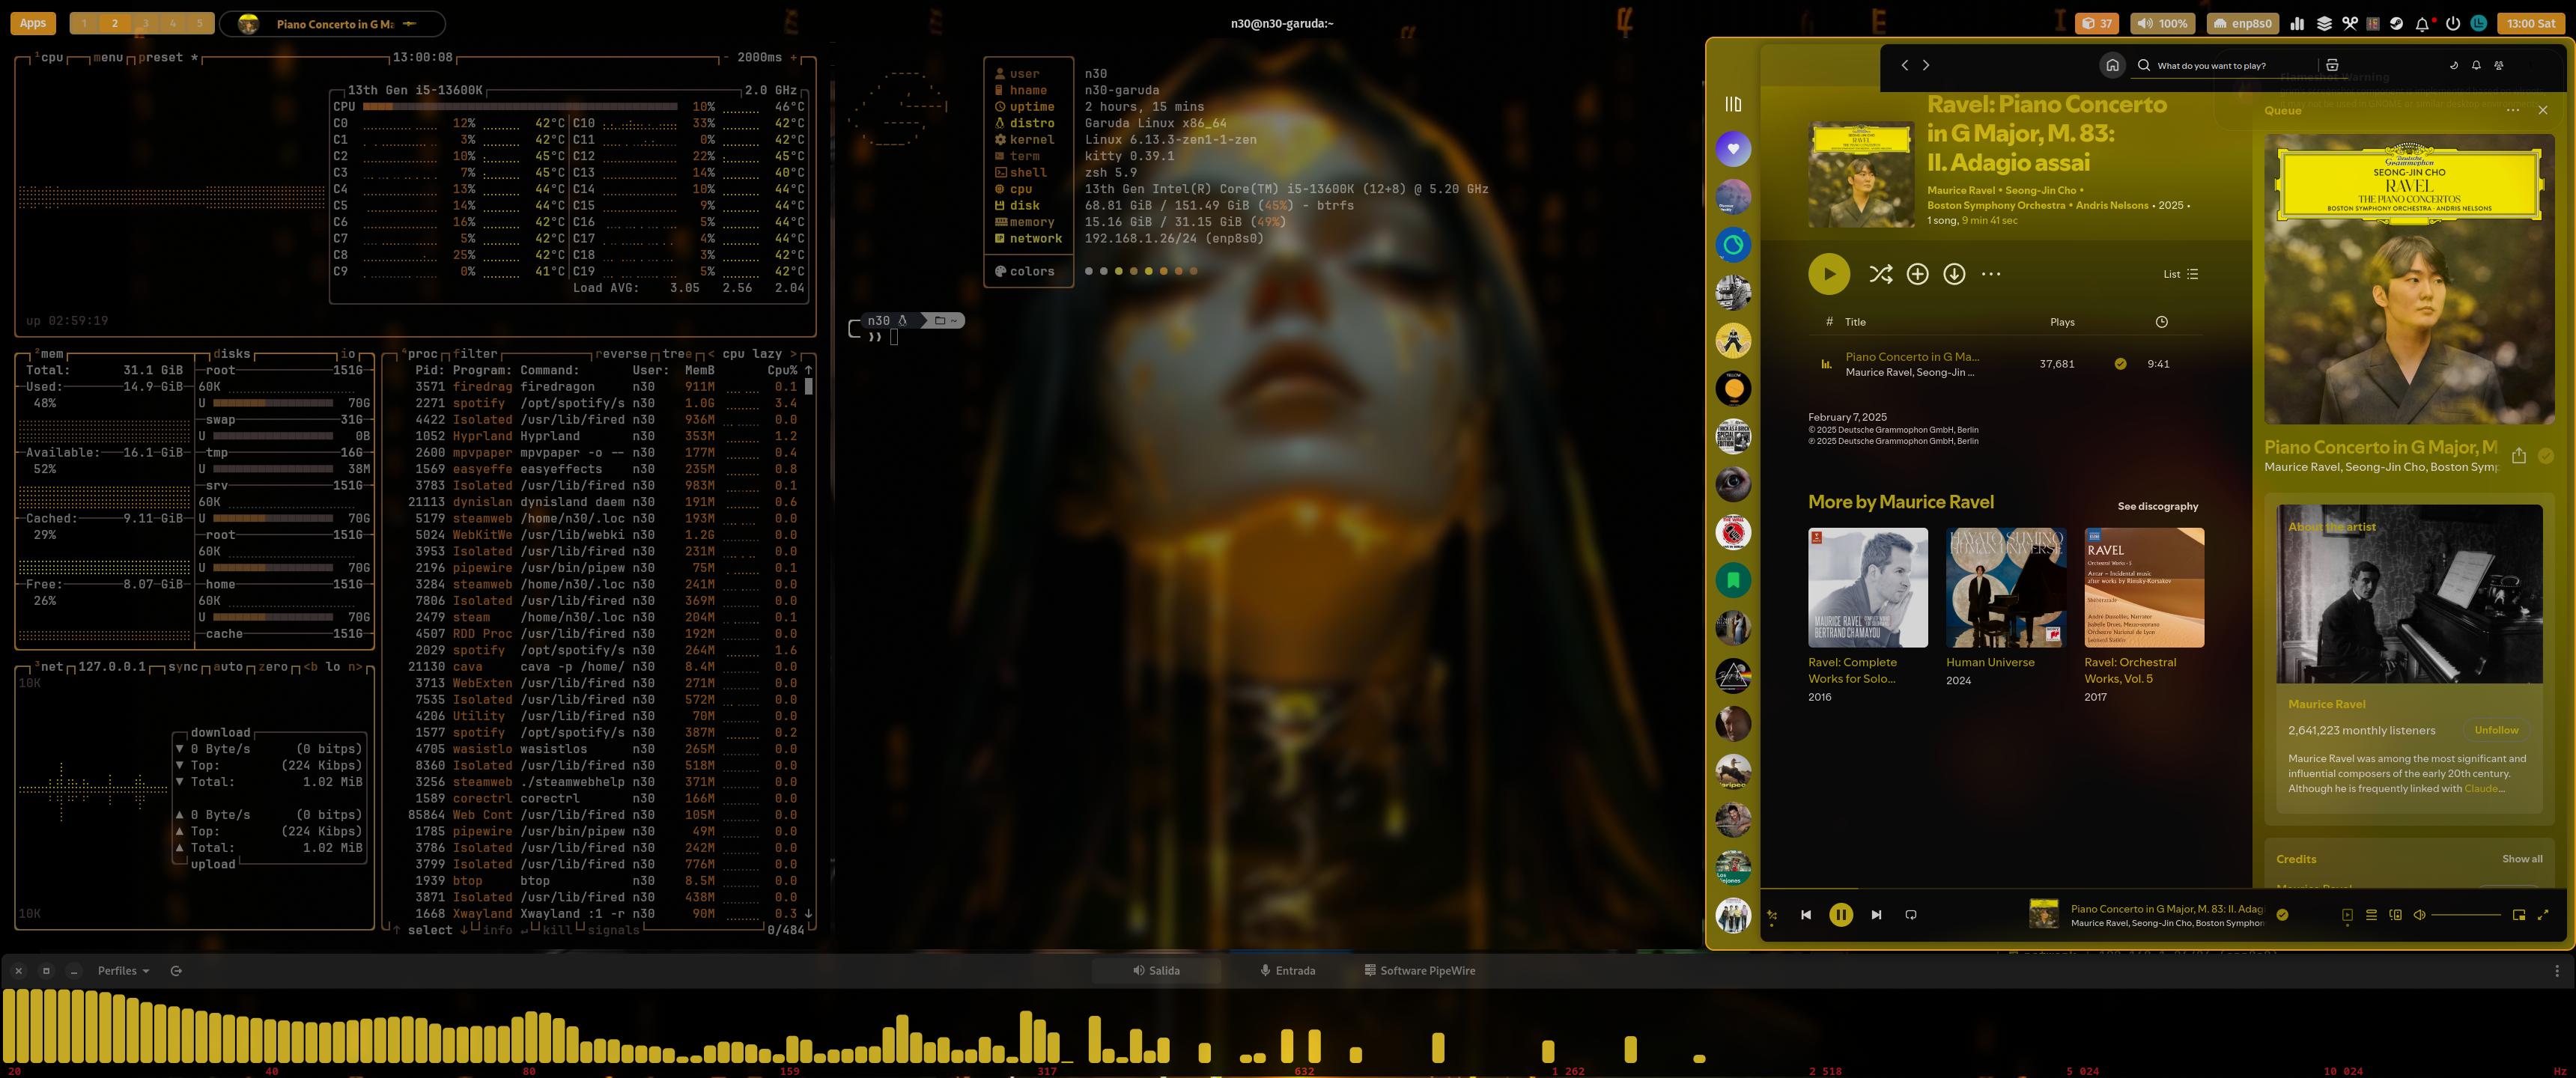 Apps 1 2 3 4 5 Piano Concerto in G Ma
n30@n30-garuda:~
37 100% enp8s0 13:00 Sat
¹cpu menu preset * 13:00:08 - 2000ms +
13th Gen i5-13600K 2.0 GHz
CPU 10% 46°C
C0 12% 42°C C10 33% 42°C
C1 3% 42°C C11 0% 42°C
C2 10% 45°C C12 22% 45°C
C3 7% 45°C C13 14% 40°C
C4 13% 44°C C14 10% 44°C
C5 14% 44°C C15 9% 44°C
C6 16% 42°C C16 5% 44°C
C7 5% 42°C C17 4% 44°C
C8 25% 42°C C18 3% 42°C
C9 0% 41°C C19 5% 42°C
Load AVG: 3.05 2.56 2.04
up 02:59:19
²mem disks io
Total: 31.1 GiB
Used: 14.9 GiB
48%
Available: 16.1 GiB
52%
Cached: 9.11 GiB
29%
Free: 8.07 GiB
26%
root 151G
60K
U 70G
swap 31G
U 0B
tmp 16G
U 38M
srv 151G
60K
U 70G
root 151G
60K
U 70G
home 151G
60K
U 70G
cache 151G
³net 127.0.0.1 sync auto zero <b lo n>
10K
download
▼ 0 Byte/s (0 bitps)
▼ Top: (224 Kibps)
▼ Total: 1.02 MiB
▲ 0 Byte/s (0 bitps)
▲ Top: (224 Kibps)
▲ Total: 1.02 MiB
upload
10K
⁴proc filter reverse tree < cpu lazy >
Pid: Program: Command: User: MemB Cpu% ↑
3571 firedrag firedragon n30 911M 0.1
2271 spotify /opt/spotify/s n30 1.0G 3.4
4422 Isolated /usr/lib/fired n30 936M 0.0
1052 Hyprland Hyprland n30 353M 1.2
2600 mpvpaper mpvpaper -o -- n30 177M 0.4
1569 easyeffe easyeffects n30 235M 0.8
3783 Isolated /usr/lib/fired n30 983M 0.1
21113 dynislan dynisland daem n30 191M 0.6
5179 steamweb /home/n30/.loc n30 193M 0.0
5024 WebKitWe /usr/lib/webki n30 1.2G 0.0
3953 Isolated /usr/lib/fired n30 231M 0.0
2196 pipewire /usr/bin/pipew n30 75M 0.1
3284 steamweb /home/n30/.loc n30 241M 0.0
7806 Isolated /usr/lib/fired n30 369M 0.0
2479 steam /home/n30/.loc n30 204M 0.1
4507 RDD Proc /usr/lib/fired n30 192M 0.0
2029 spotify /opt/spotify/s n30 264M 1.6
21130 cava cava -p /home/ n30 8.4M 0.0
3713 WebExten /usr/lib/fired n30 271M 0.0
7535 Isolated /usr/lib/fired n30 572M 0.0
4206 Utility /usr/lib/fired n30 70M 0.0
1577 spotify /opt/spotify/s n30 387M 0.2
4705 wasistlo wasistlos n30 265M 0.0
8360 Isolated /usr/lib/fired n30 518M 0.0
3256 steamweb ./steamwebhelp n30 371M 0.0
1589 corectrl corectrl n30 166M 0.0
85864 Web Cont /usr/lib/fired n30 105M 0.0
1785 pipewire /usr/bin/pipew n30 49M 0.0
3786 Isolated /usr/lib/fired n30 242M 0.0
3799 Isolated /usr/lib/fired n30 776M 0.0
1939 btop btop n30 8.5M 0.0
3871 Isolated /usr/lib/fired n30 438M 0.0
1668 Xwayland Xwayland :1 -r n30 90M 0.3 ↓
↑ select ↓ info ↵ kill signals 0/484
user n30
hname n30-garuda
uptime 2 hours, 15 mins
distro Garuda Linux x86_64
kernel Linux 6.13.3-zen1-1-zen
term kitty 0.39.1
shell zsh 5.9
cpu 13th Gen Intel(R) Core(TM) i5-13600K (12+8) @ 5.20 GHz
disk 68.81 GiB / 151.49 GiB (45%) - btrfs
memory 15.16 GiB / 31.15 GiB (49%)
network 192.168.1.26/24 (enp8s0)
colors
n30 ~
What do you want to play?
Ravel: Piano Concerto
in G Major, M. 83:
II. Adagio assai
Maurice Ravel • Seong-Jin Cho •
Boston Symphony Orchestra • Andris Nelsons • 2025 •
1 song, 9 min 41 sec
List
# Title Plays
Piano Concerto in G Ma... 37,681 9:41
Maurice Ravel, Seong-Jin ...
February 7, 2025
© 2025 Deutsche Grammophon GmbH, Berlin
℗ 2025 Deutsche Grammophon GmbH, Berlin
More by Maurice Ravel See discography
MAURICE RAVEL
BERTRAND CHAMAYOU
HAYATO SUMINO
HUMAN UNIVERSE
RAVEL
Ravel: Complete
Works for Solo...
2016
Human Universe
2024
Ravel: Orchestral
Works, Vol. 5
2017
Flameshot Warning
Queue
Deutsche
Grammophon
SEONG-JIN CHO
RAVEL
THE PIANO CONCERTOS
BOSTON SYMPHONY ORCHESTRA · ANDRIS NELSONS
Piano Concerto in G Major, M
Maurice Ravel, Seong-Jin Cho, Boston Symp
About the artist
Maurice Ravel
2,641,223 monthly listeners Unfollow
Maurice Ravel was among the most significant and
influential composers of the early 20th century.
Although he is frequently linked with Claude...
Credits Show all
Piano Concerto in G Major, M. 83: II. Adag
Maurice Ravel, Seong-Jin Cho, Boston Symphon
Perfiles Salida Entrada Software PipeWire
20 40 80 159 317 632 1 262 2 518 5 024 10 024 Hz